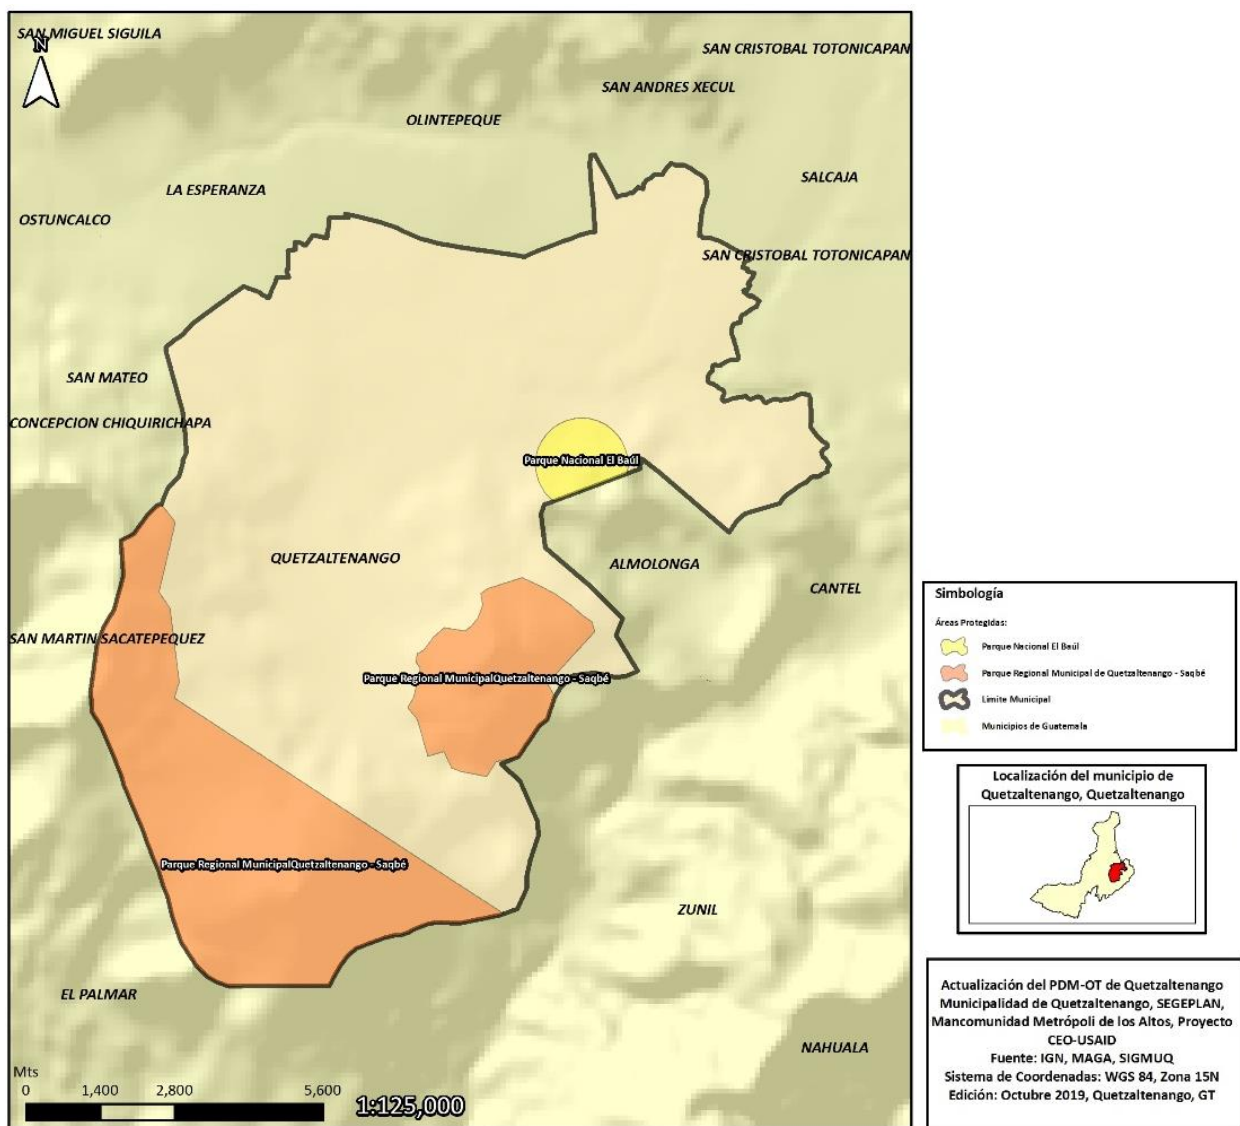 SAN MIGUEL SIGUILA
N
SAN CRISTOBAL TOTONICAPAN
SAN ANDRES XECUL
OLINTEPEQUE
SALCAJA
LA ESPERANZA
OSTUNCALCO
SAN CRISTOBAL TOTONICAPAN
SAN MATEO
CONCEPCION CHIQUIRICHAPA
Parque Nacional El Baúl
QUETZALTENANGO
ALMOLONGA
CANTEL
SAN MARTIN SACATEPEQUEZ
Parque Regional MunicipalQuetzaltenango - Saqbé
Parque Regional MunicipalQuetzaltenango - Saqbé
ZUNIL
EL PALMAR
NAHUALA
Mts
0 1,400 2,800 5,600
1:125,000
Simbología
Áreas Protegidas:
Parque Nacional El Baúl
Parque Regional Municipal de Quetzaltenango - Saqbé
Limite Municipal
Municipios de Guatemala
Localización del municipio de
Quetzaltenango, Quetzaltenango
Actualización del PDM-OT de Quetzaltenango
Municipalidad de Quetzaltenango, SEGEPLAN,
Mancomunidad Metrópoli de los Altos, Proyecto
CEO-USAID
Fuente: IGN, MAGA, SIGMUQ
Sistema de Coordenadas: WGS 84, Zona 15N
Edición: Octubre 2019, Quetzaltenango, GT